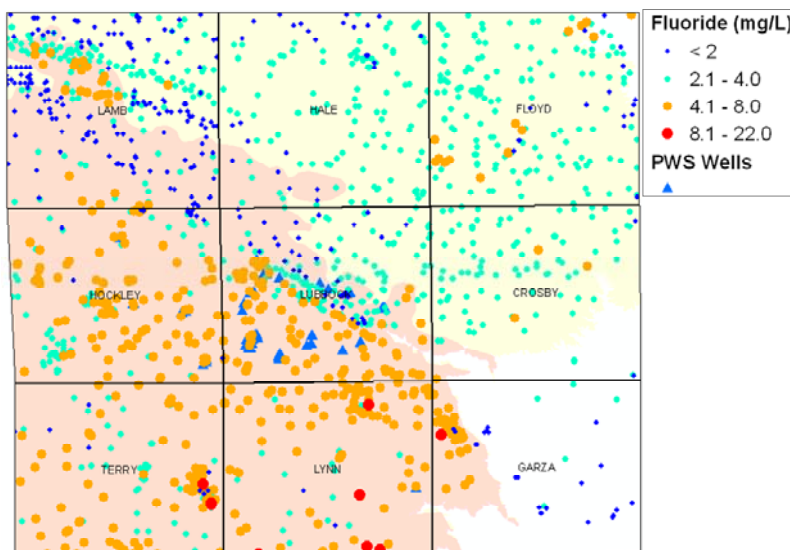 Fluoride (mg/L)
< 2
2.1 - 4.0
4.1 - 8.0
8.1 - 22.0
PWS Wells
LAMB
HALE
FLOYD
HOCKLEY
LUBBOCK
CROSBY
TERRY
LYNN
GARZA